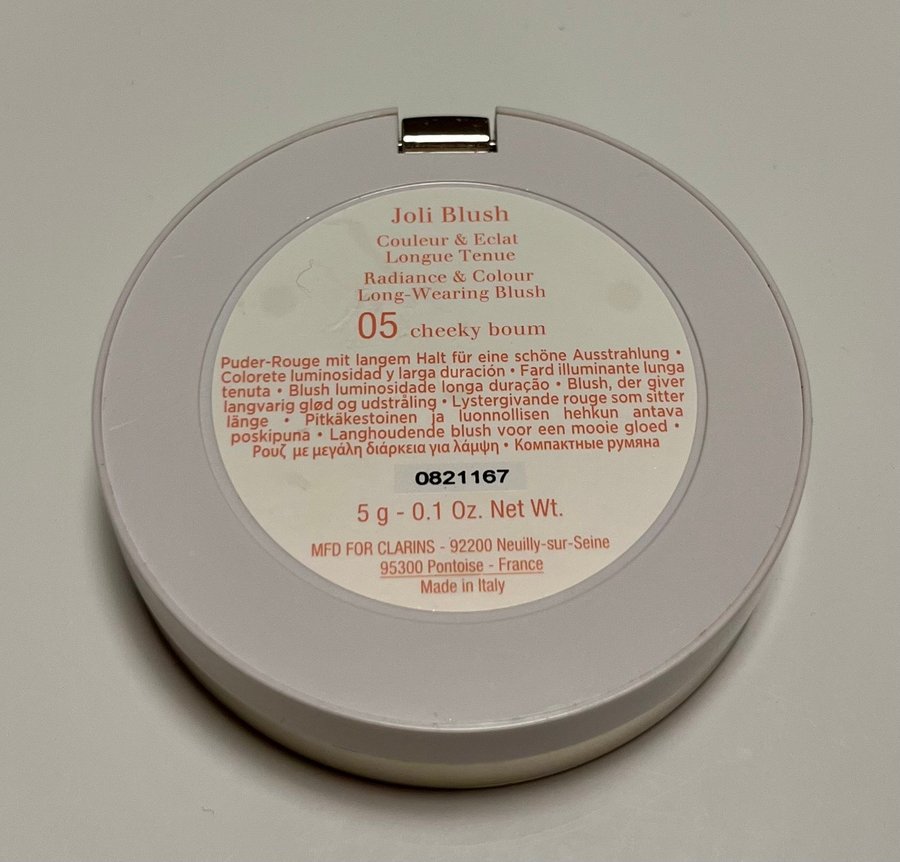 Joli Blush
Couleur & Eclat
Longue Tenue
Radiance & Colour
Long-Wearing Blush
05 cheeky boum
Puder-Rouge mit langem Halt für eine schöne Ausstrahlung •
Colorete luminosidad y larga duración • Fard illuminante lunga
tenuta • Blush luminosidade longa duração • Blush, der giver
langvarig glød og udstråling • Lystergivande rouge som sitter
länge • Pitkäkestoinen ja luonnollisen hehkun antava
poskipuna • Langhoudende blush voor een mooie gloed •
Ρουζ με μεγάλη διάρκεια για λάμψη • Компактные румяна
0821167
5 g - 0.1 Oz. Net Wt.
MFD FOR CLARINS - 92200 Neuilly-sur-Seine
95300 Pontoise - France
Made in Italy